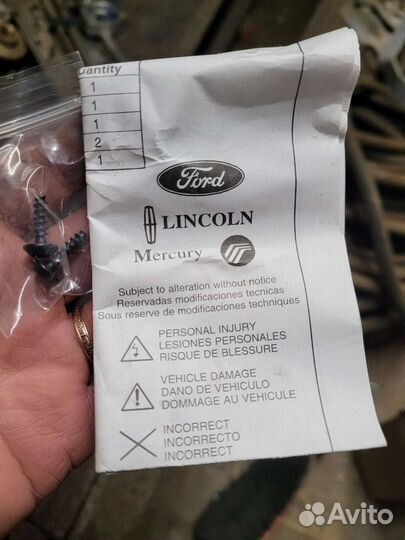 uantity
1
1
1
2
1
Ford
LINCOLN
Mercury
Subject to alteration without notice
Reservadas modificaciones tecnicas
Sous reserve de modifications techniques
PERSONAL INJURY
LESIONES PERSONALES
RISQUE DE BLESSURE
VEHICLE DAMAGE
DANO DE VEHICULO
DOMMAGE AU VEHICULE
INCORRECT
INCORRECTO
INCORRECT
Avito